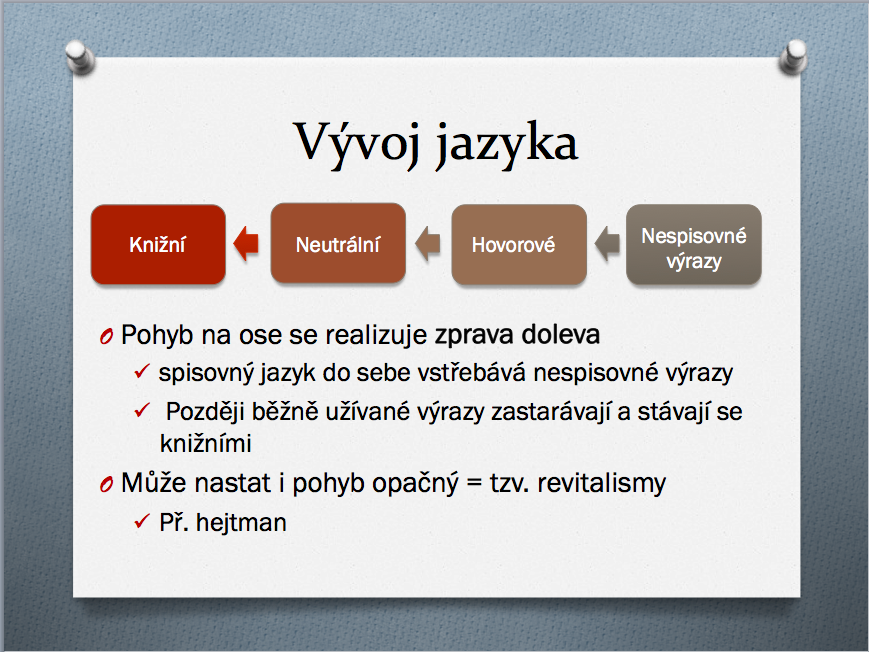 Vývoj jazyka
Knižní
Neutrální
Hovorové
Nespisovné
výrazy
Pohyb na ose se realizuje zprava doleva
spisovný jazyk do sebe vstřebává nespisovné výrazy
Později běžně užívané výrazy zastarávají a stávají se
knižními
Může nastat i pohyb opačný = tzv. revitalismy
Př. hejtman